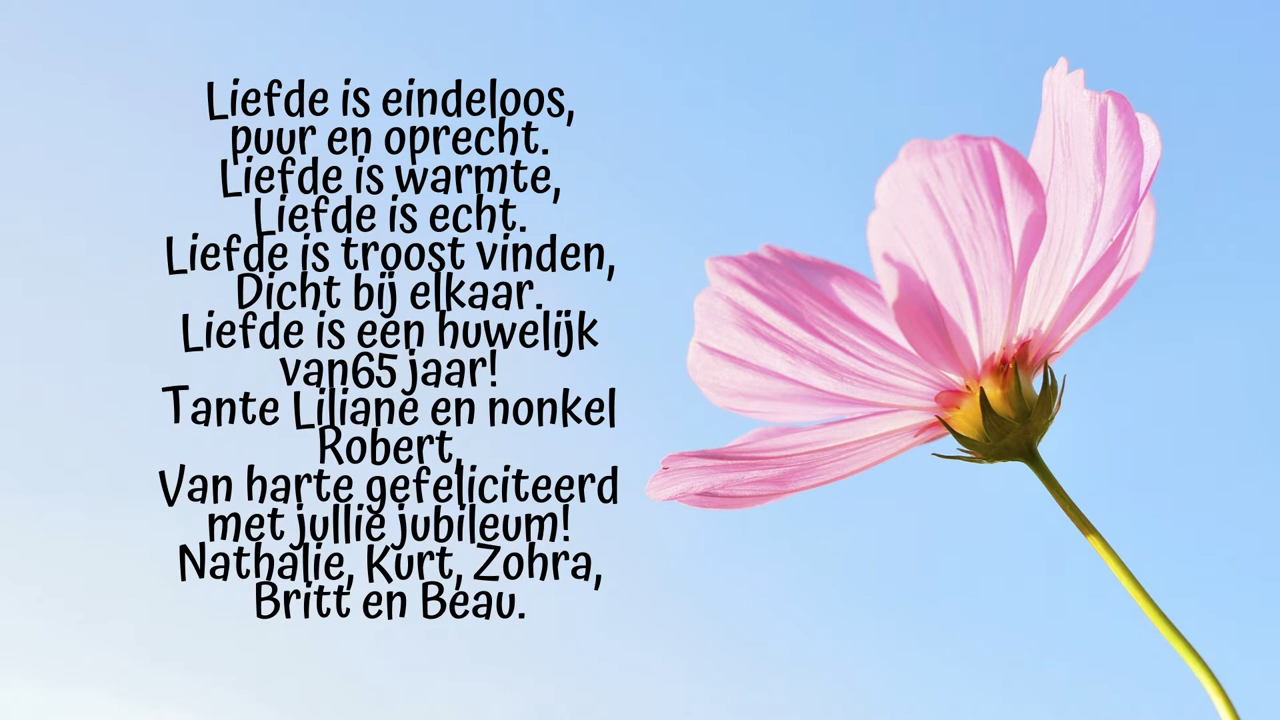 Liefde is eindeloos,
puur en oprecht.
Liefde is warmte,
Liefde is echt.
Liefde is troost vinden,
Dicht bij elkaar.
Liefde is een huwelijk
van65 jaar!
Tante Liliane en nonkel
Robert,
Van harte gefeliciteerd
met jullie jubileum!
Nathalie, Kurt, Zohra,
Britt en Beau.